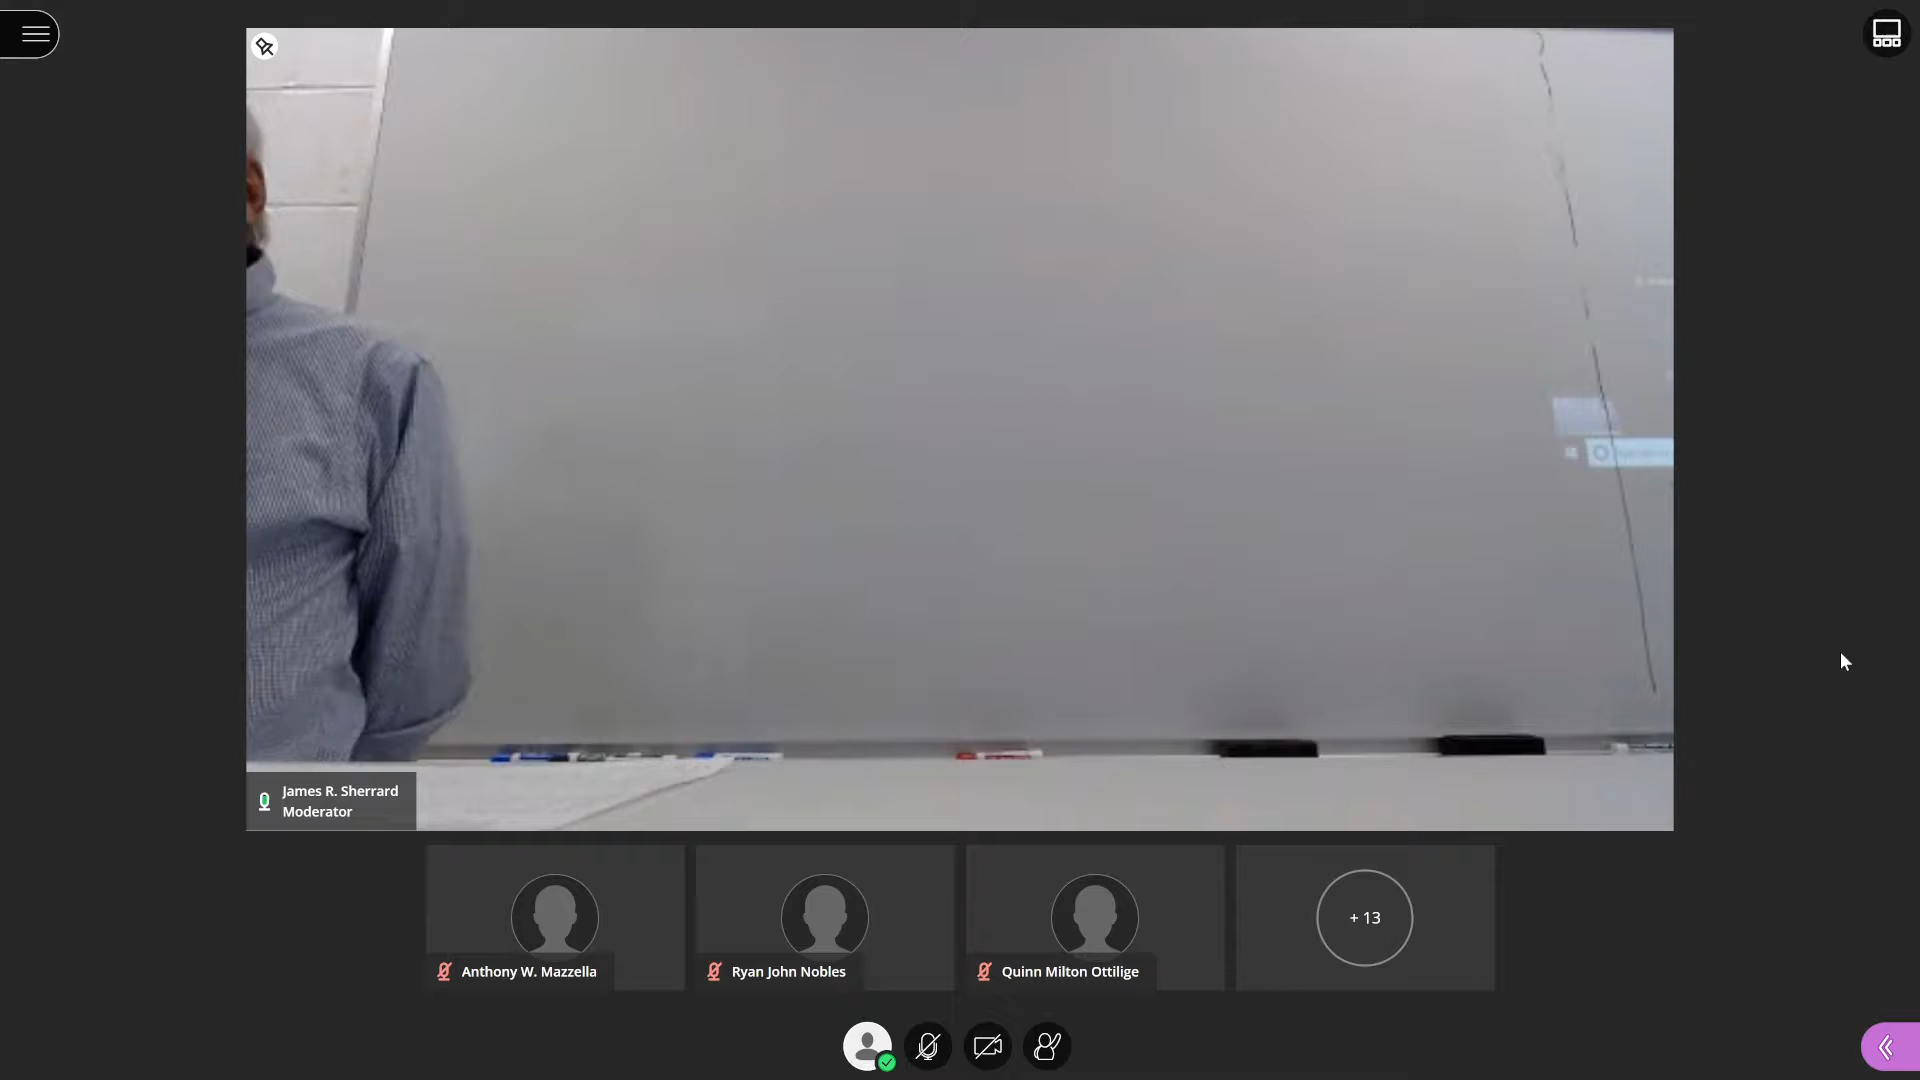 James R. Sherrard
Moderator
Anthony W. Mazzella
Ryan John Nobles
Quinn Milton Ottilige
+ 13